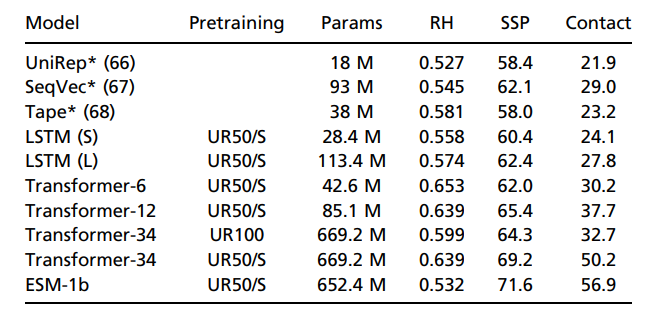 Model Pretraining Params RH SSP Contact
UniRep* (66) 18 M 0.527 58.4 21.9
SeqVec* (67) 93 M 0.545 62.1 29.0
Tape* (68) 38 M 0.581 58.0 23.2
LSTM (S) UR50/S 28.4 M 0.558 60.4 24.1
LSTM (L) UR50/S 113.4 M 0.574 62.4 27.8
Transformer-6 UR50/S 42.6 M 0.653 62.0 30.2
Transformer-12 UR50/S 85.1 M 0.639 65.4 37.7
Transformer-34 UR100 669.2 M 0.599 64.3 32.7
Transformer-34 UR50/S 669.2 M 0.639 69.2 50.2
ESM-1b UR50/S 652.4 M 0.532 71.6 56.9